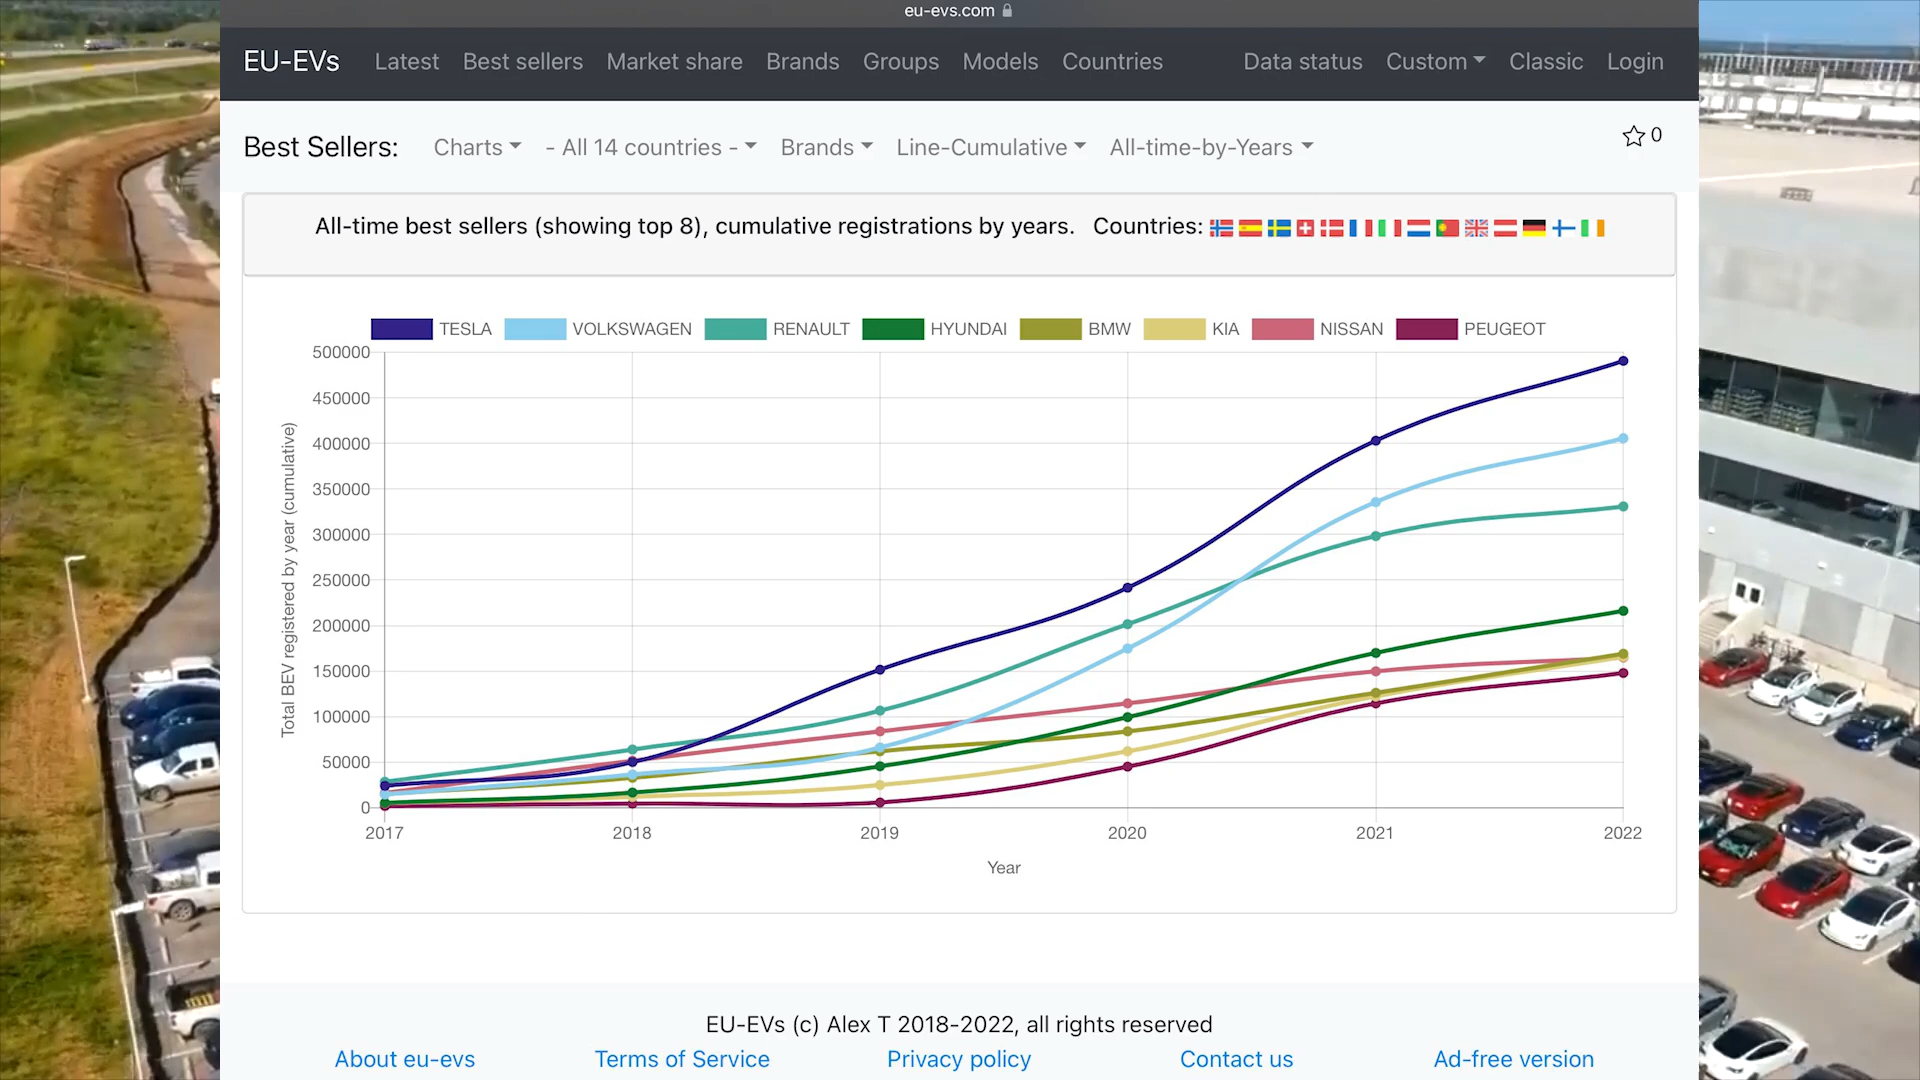 eu-evs.com
EU-EVs Latest Best sellers Market share Brands Groups Models Countries Data status Custom Classic Login
Best Sellers: Charts - All 14 countries - Brands Line-Cumulative All-time-by-Years 0
All-time best sellers (showing top 8), cumulative registrations by years. Countries:
TESLA VOLKSWAGEN RENAULT HYUNDAI BMW KIA NISSAN PEUGEOT
Total BEV registered by year (cumulative)
500000
450000
400000
350000
300000
250000
200000
150000
100000
50000
0
2017 2018 2019 2020 2021 2022
Year
EU-EVs (c) Alex T 2018-2022, all rights reserved
About eu-evs Terms of Service Privacy policy Contact us Ad-free version